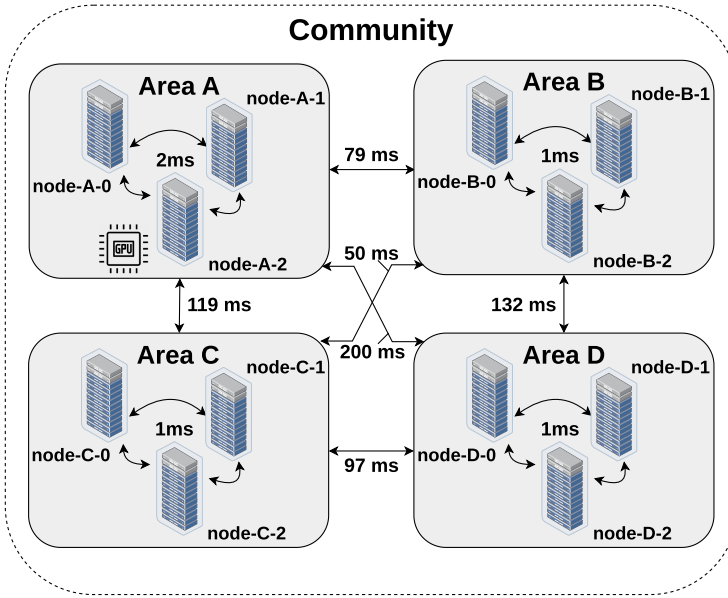 Community
Area A
node-A-1
2ms
node-A-0
GPU
node-A-2
79 ms
Area B
node-B-1
1ms
node-B-0
node-B-2
50 ms
119 ms
132 ms
200 ms
Area C
node-C-1
1ms
node-C-0
node-C-2
97 ms
Area D
node-D-1
1ms
node-D-0
node-D-2